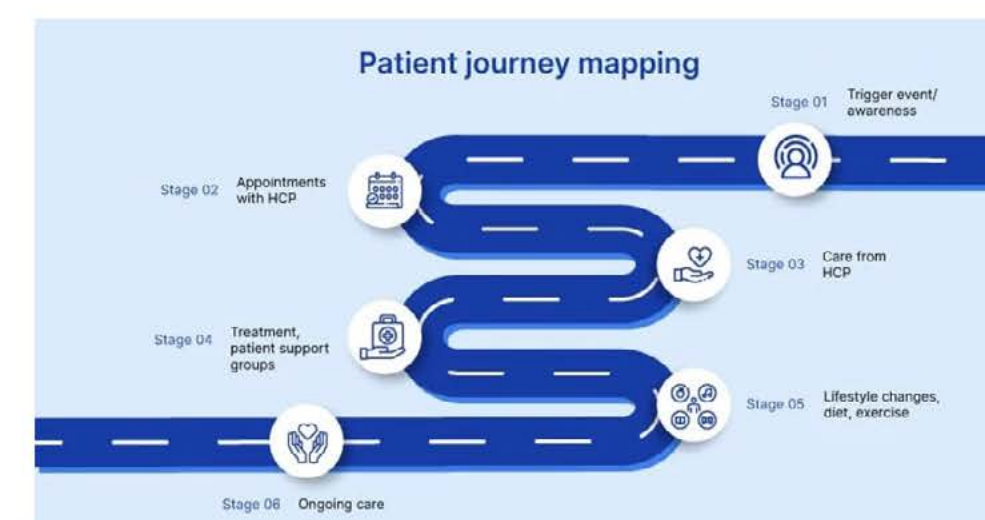 Patient journey mapping
Stage 01
Trigger event/
awareness
Stage 02
Appointments
with HCP
Stage 03
Care from
HCP
Stage 04
Treatment,
patient support
groups
Stage 05
Lifestyle changes,
diet, exercise
Stage 06
Ongoing care